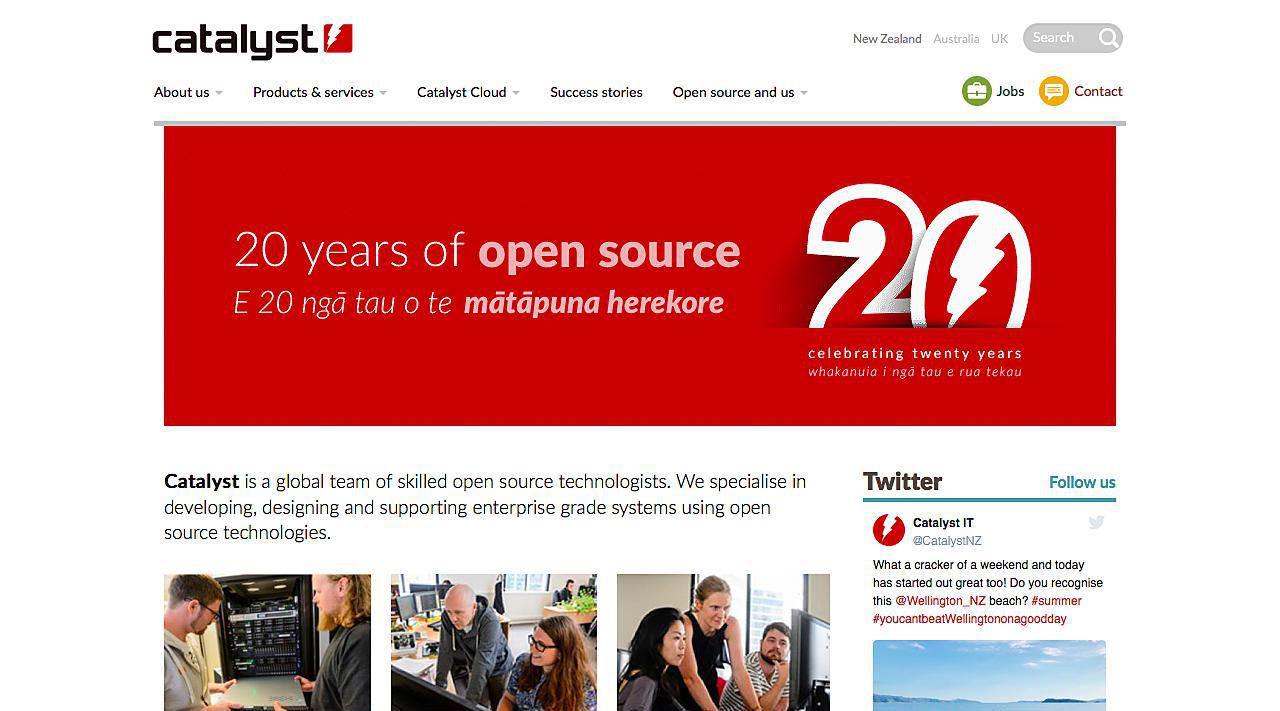 catalyst
New Zealand Australia UK Search
About us Products & services Catalyst Cloud Success stories Open source and us Jobs Contact
20 years of open source
E 20 ngā tau o te mātāpuna herekore
20
celebrating twenty years
whakanuia i ngā tau e rua tekau
Catalyst is a global team of skilled open source technologists. We specialise in
developing, designing and supporting enterprise grade systems using open
source technologies.
Twitter Follow us
Catalyst IT
@CatalystNZ
What a cracker of a weekend and today
has started out great too! Do you recognise
this @Wellington_NZ beach? #summer
#youcantbeatWellingtononagoodday